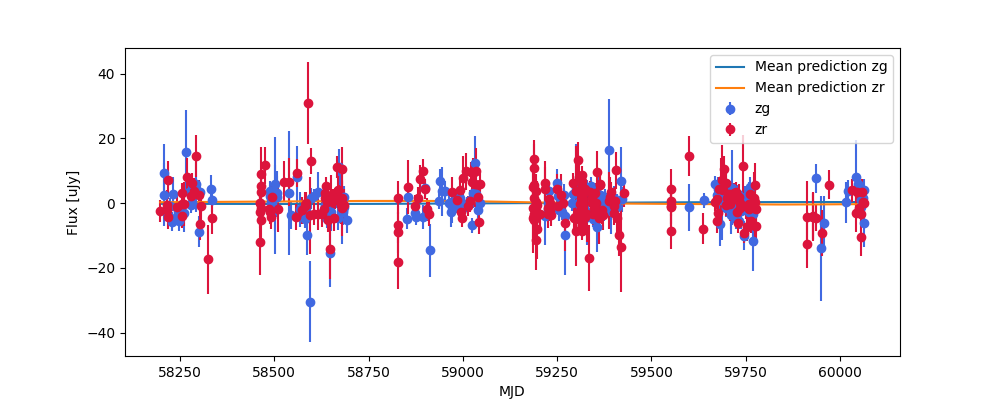 Mean prediction zg
Mean prediction zr
zg
zr
40
20
0
−20
−40
Flux [uJy]
58250
58500
58750
59000
59250
59500
59750
60000
MJD